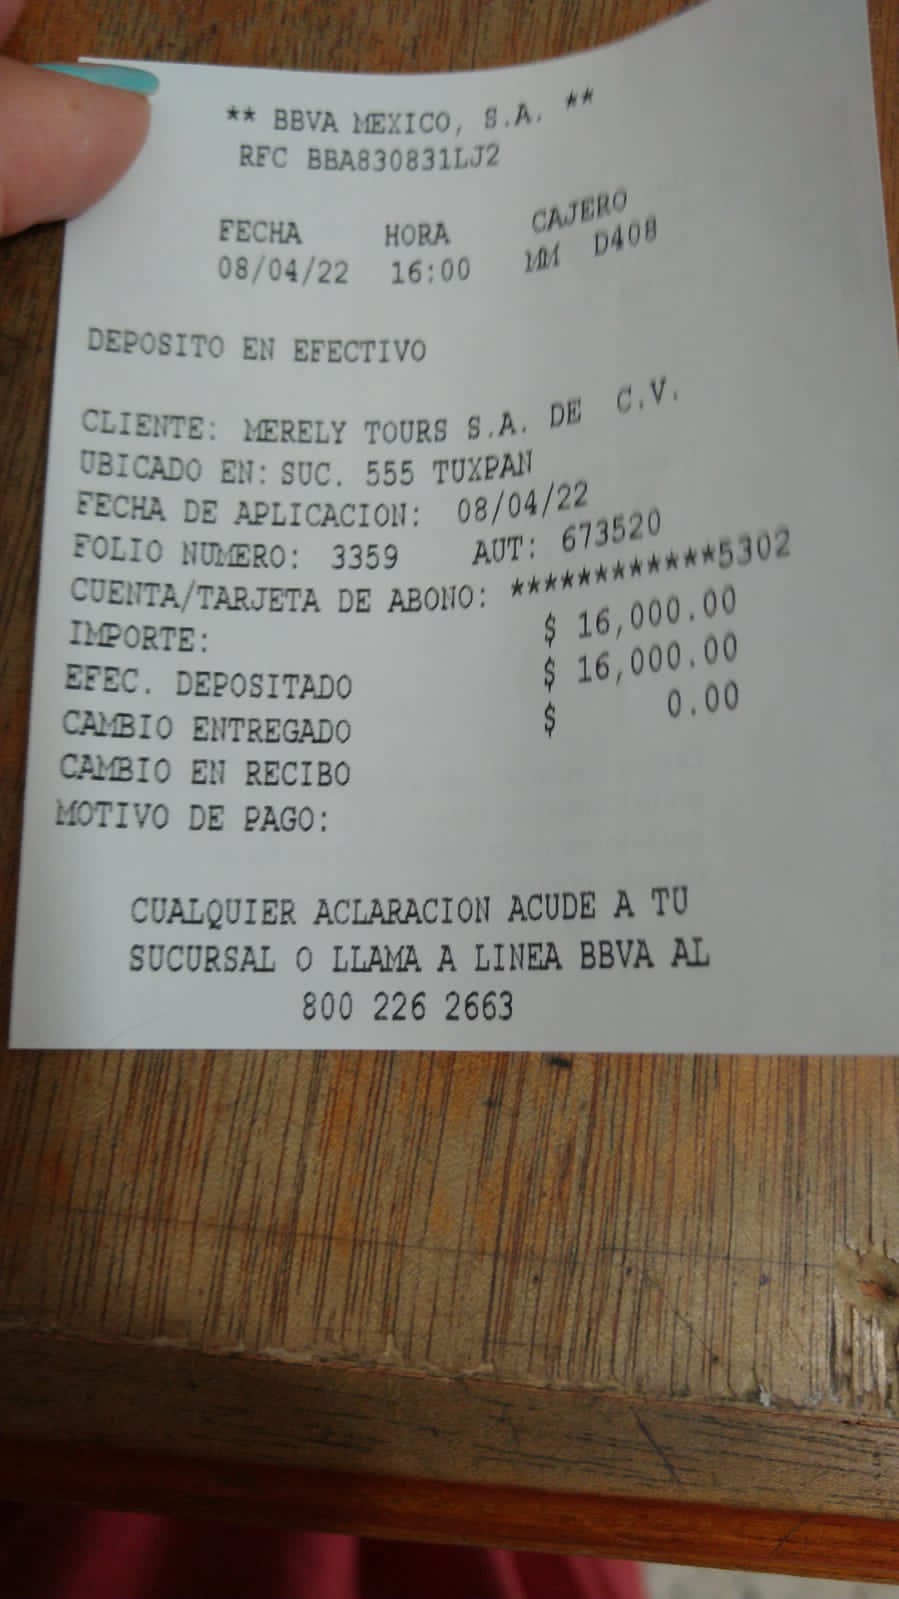 ** BBVA MEXICO, S.A. **
RFC BBA830831LJ2
FECHA HORA CAJERO
08/04/22 16:00 MM D408
DEPOSITO EN EFECTIVO
CLIENTE: MERELY TOURS S.A. DE C.V.
UBICADO EN: SUC. 555 TUXPAN
FECHA DE APLICACION: 08/04/22
FOLIO NUMERO: 3359 AUT: 673520
CUENTA/TARJETA DE ABONO: ************5302
IMPORTE: $ 16,000.00
EFEC. DEPOSITADO $ 16,000.00
CAMBIO ENTREGADO $ 0.00
CAMBIO EN RECIBO
MOTIVO DE PAGO:
CUALQUIER ACLARACION ACUDE A TU
SUCURSAL O LLAMA A LINEA BBVA AL
800 226 2663